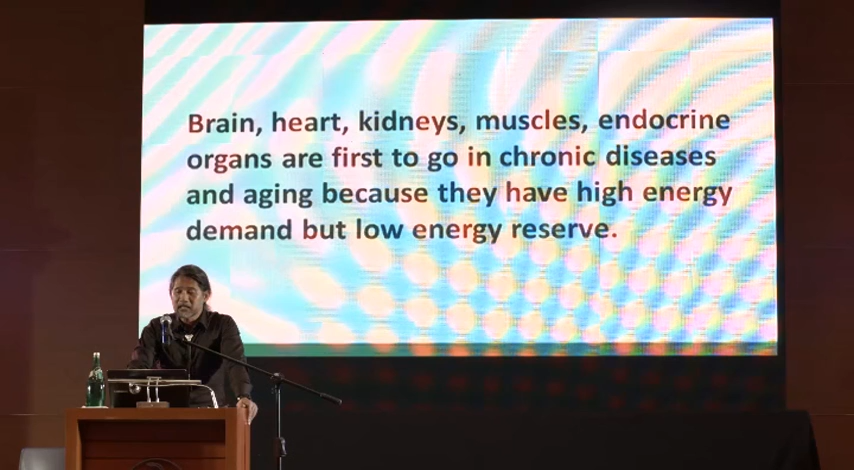 Brain, heart, kidneys, muscles, endocrine
organs are first to go in chronic diseases
and aging because they have high energy
demand but low energy reserve.